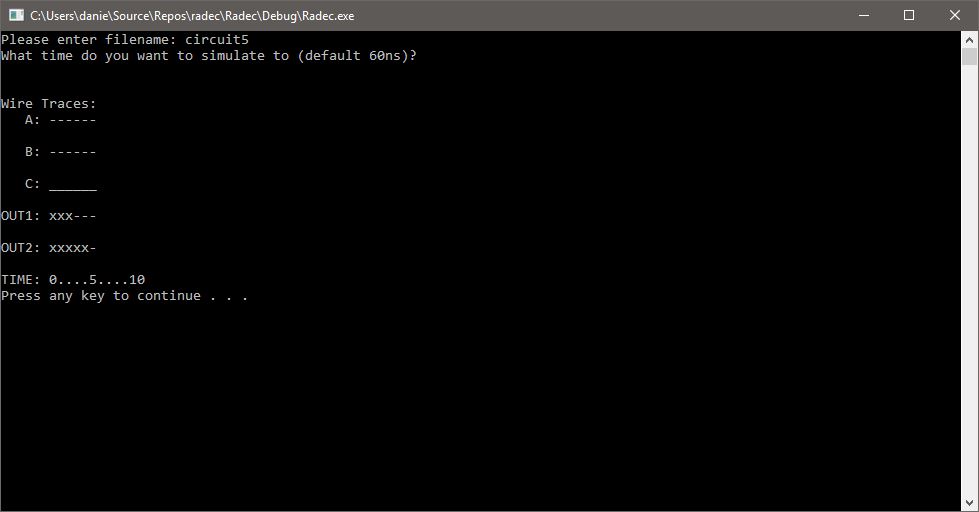 C:\Users\danie\Source\Repos\radec\Radec\Debug\Radec.exe
Please enter filename: circuit5
What time do you want to simulate to (default 60ns)?
Wire Traces:
   A: ------
   B: ------
   C: ______
OUT1: xxx---
OUT2: xxxxx-
TIME: 0....5....10
Press any key to continue . . .